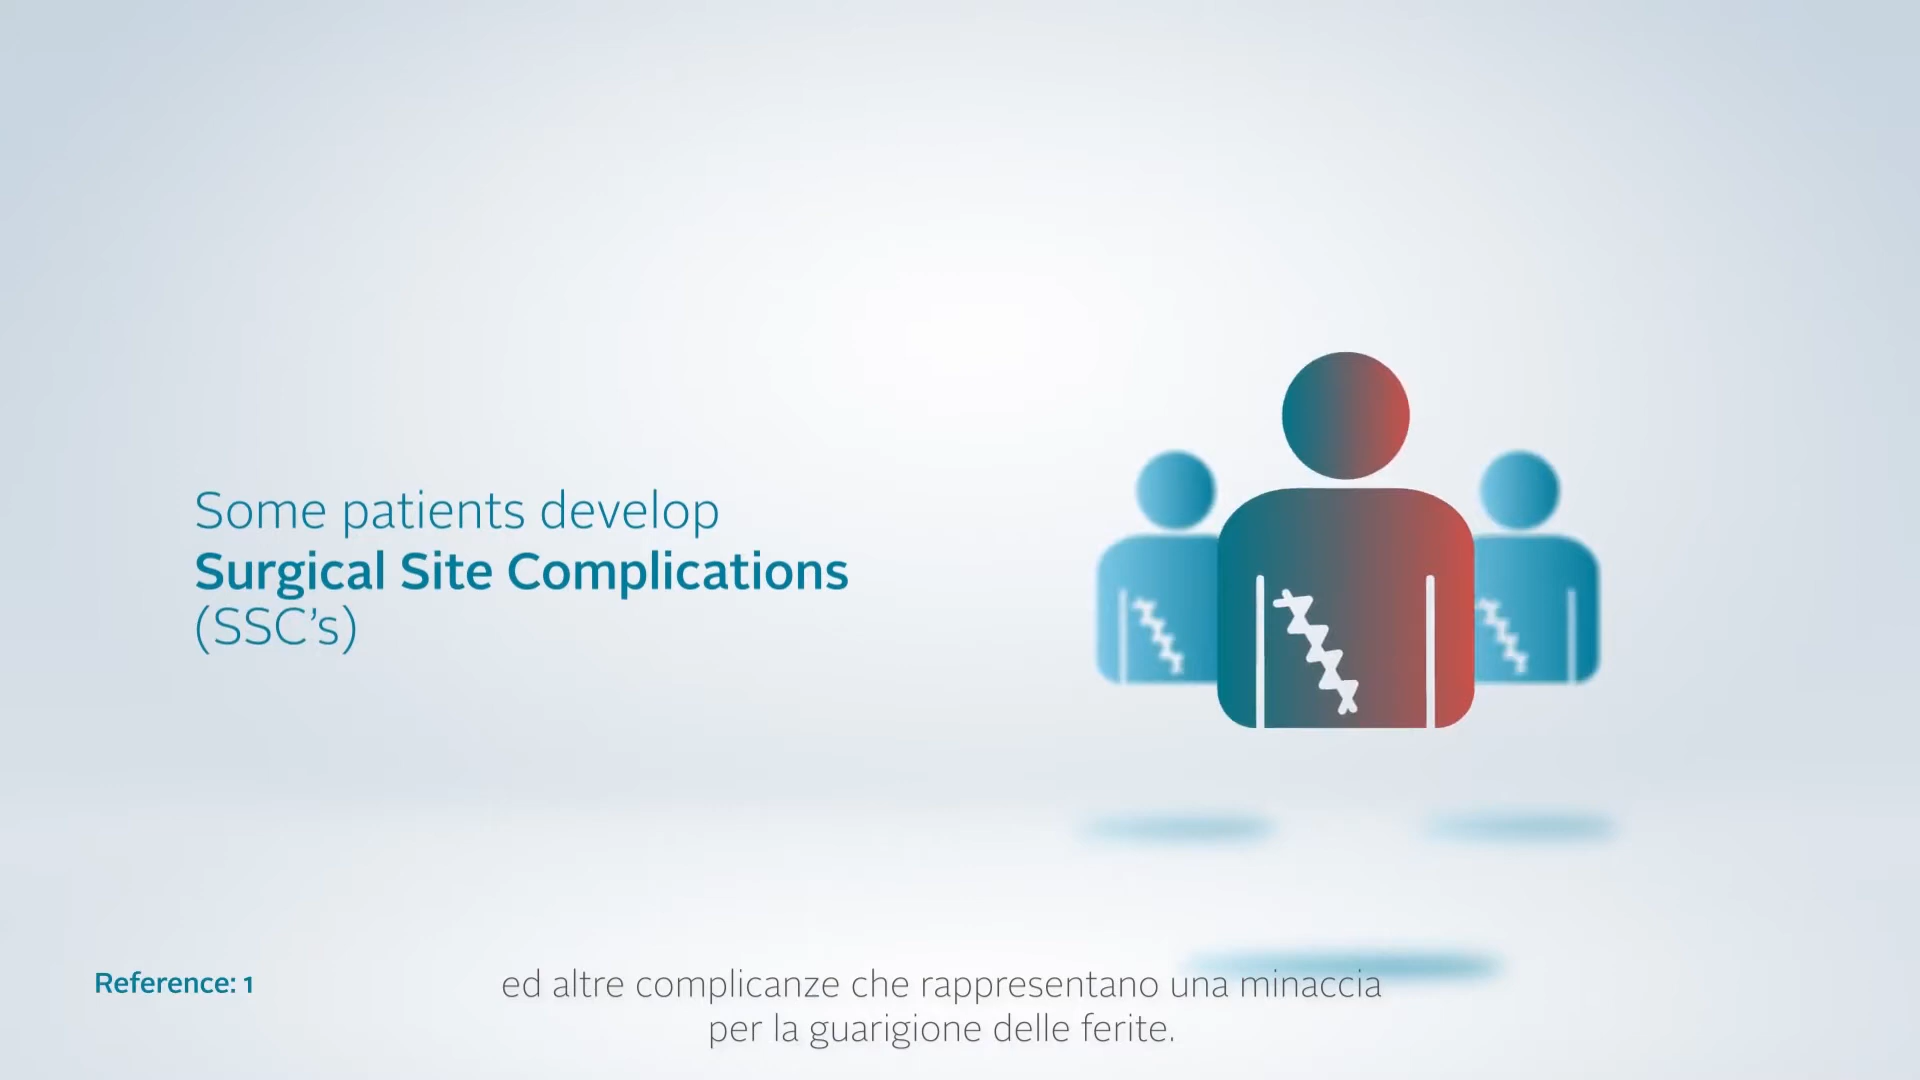 Some patients develop
Surgical Site Complications
(SSC’s)
Reference: 1
ed altre complicanze che rappresentano una minaccia
per la guarigione delle ferite.